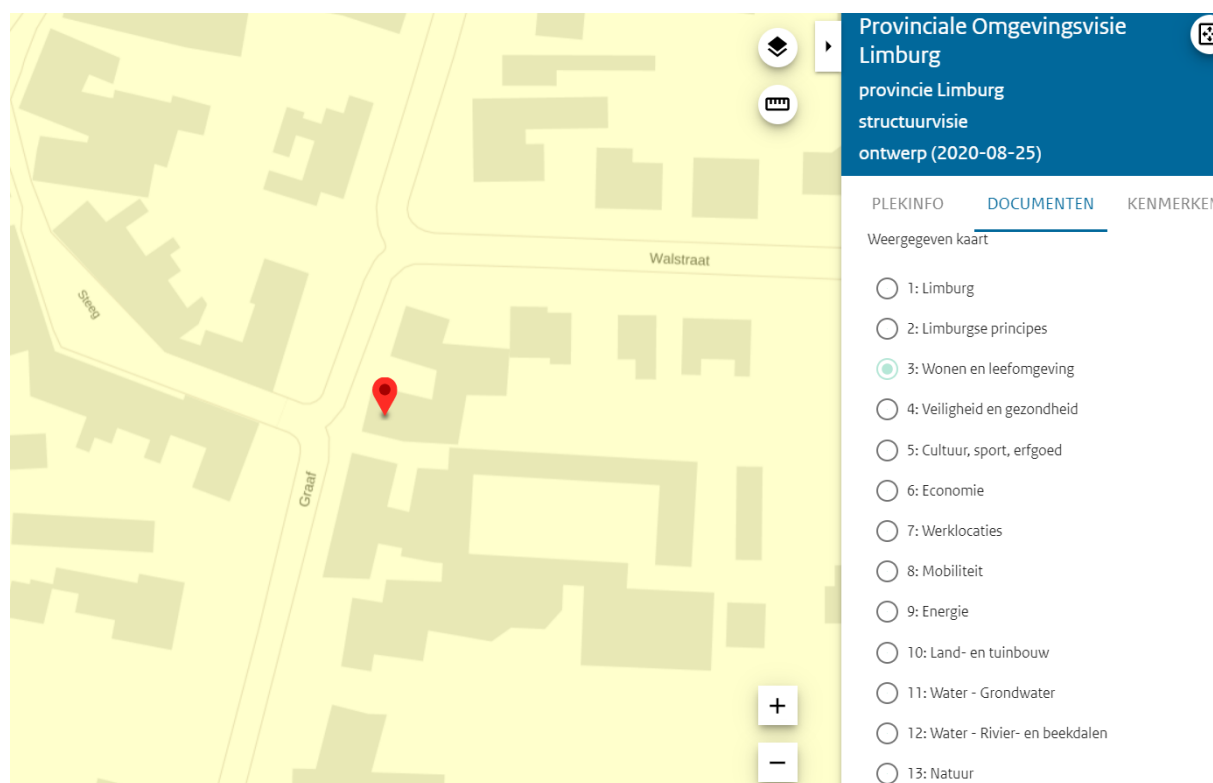 Walstraat
Steeg
Graaf
Provinciale Omgevingsvisie
Limburg
provincie Limburg
structuurvisie
ontwerp (2020-08-25)
PLEKINFO DOCUMENTEN KENMERKEN
Weergegeven kaart
1: Limburg
2: Limburgse principes
3: Wonen en leefomgeving
4: Veiligheid en gezondheid
5: Cultuur, sport, erfgoed
6: Economie
7: Werklocaties
8: Mobiliteit
9: Energie
10: Land- en tuinbouw
11: Water - Grondwater
12: Water - Rivier- en beekdalen
13: Natuur